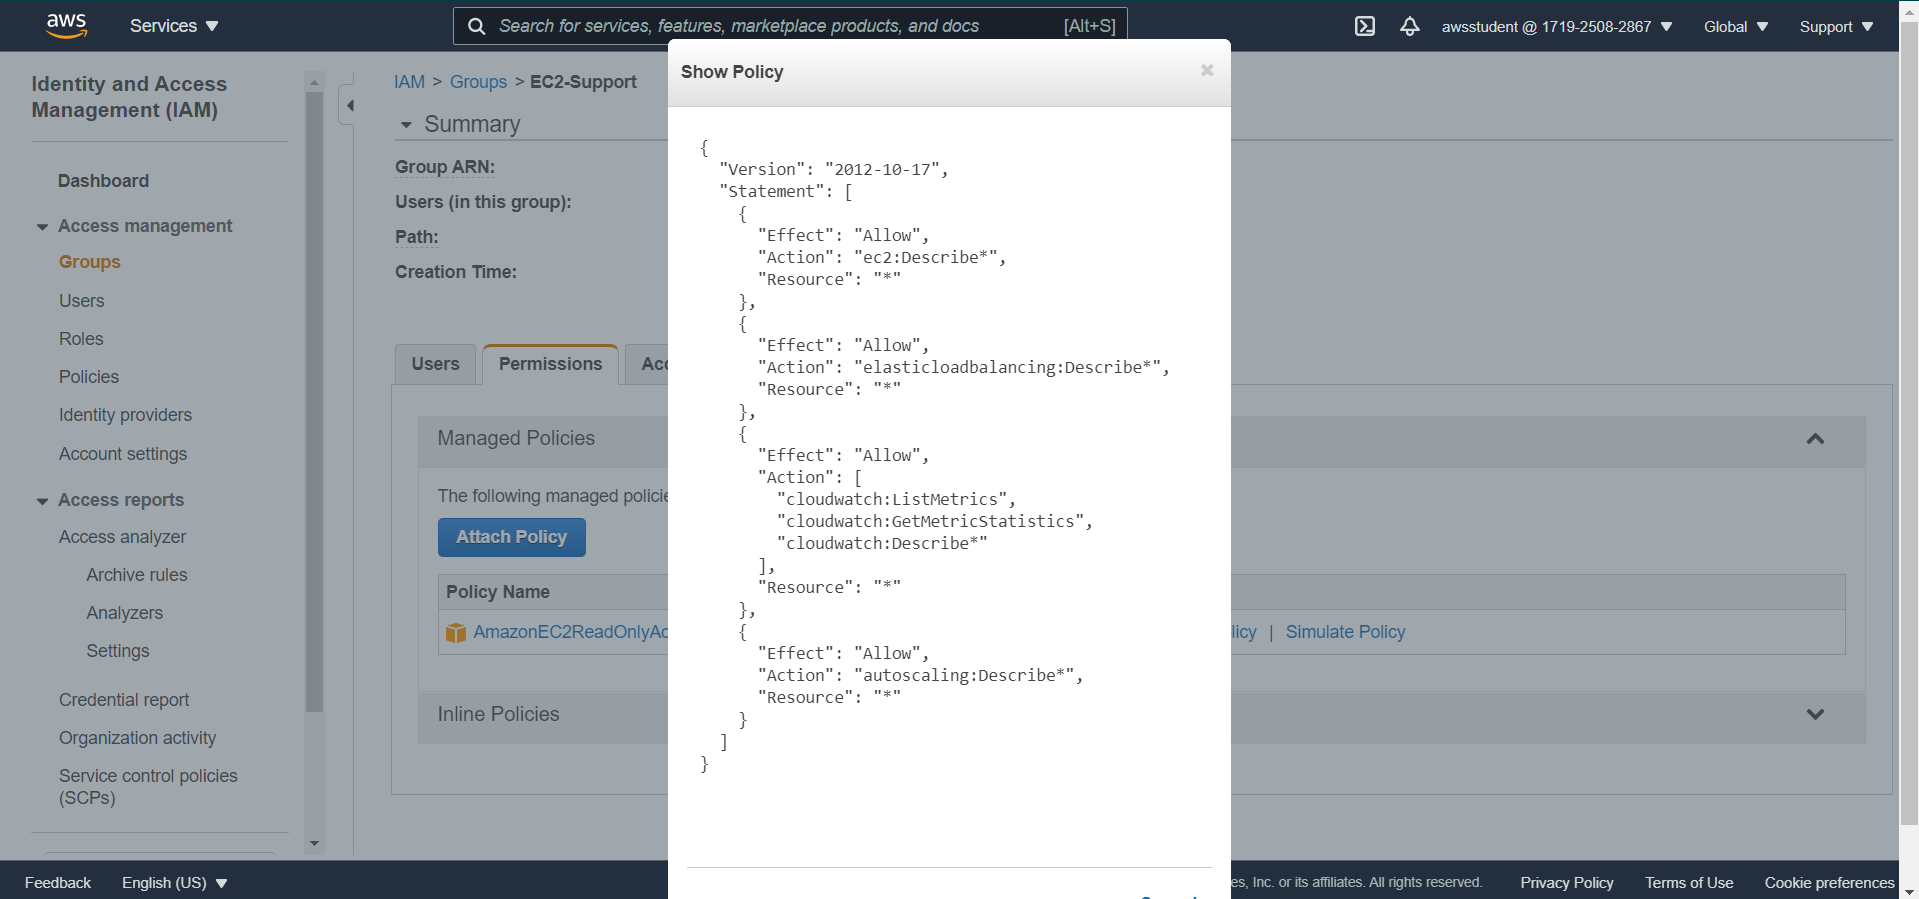 aws
Services
Search for services, features, marketplace products, and docs [Alt+S]
awsstudent @ 1719-2508-2867
Global
Support
Identity and Access
Management (IAM)
Dashboard
Access management
Groups
Users
Roles
Policies
Identity providers
Account settings
Access reports
Access analyzer
Archive rules
Analyzers
Settings
Credential report
Organization activity
Service control policies
(SCPs)
IAM > Groups > EC2-Support
Summary
Group ARN:
Users (in this group):
Path:
Creation Time:
Users
Permissions
Managed Policies
The following managed
Attach Policy
Policy Name
| Simulate Policy
Inline Policies
Show Policy
{
"Version": "2012-10-17",
"Statement": [
{
"Effect": "Allow",
"Action": "ec2:Describe*",
"Resource": "*"
},
{
"Effect": "Allow",
"Action": "elasticloadbalancing:Describe*",
"Resource": "*"
},
{
"Effect": "Allow",
"Action": [
"cloudwatch:ListMetrics",
"cloudwatch:GetMetricStatistics",
"cloudwatch:Describe*"
],
"Resource": "*"
},
{
"Effect": "Allow",
"Action": "autoscaling:Describe*",
"Resource": "*"
}
]
}
Feedback
English (US)
Inc. or its affiliates. All rights reserved.
Privacy Policy
Terms of Use
Cookie preferences